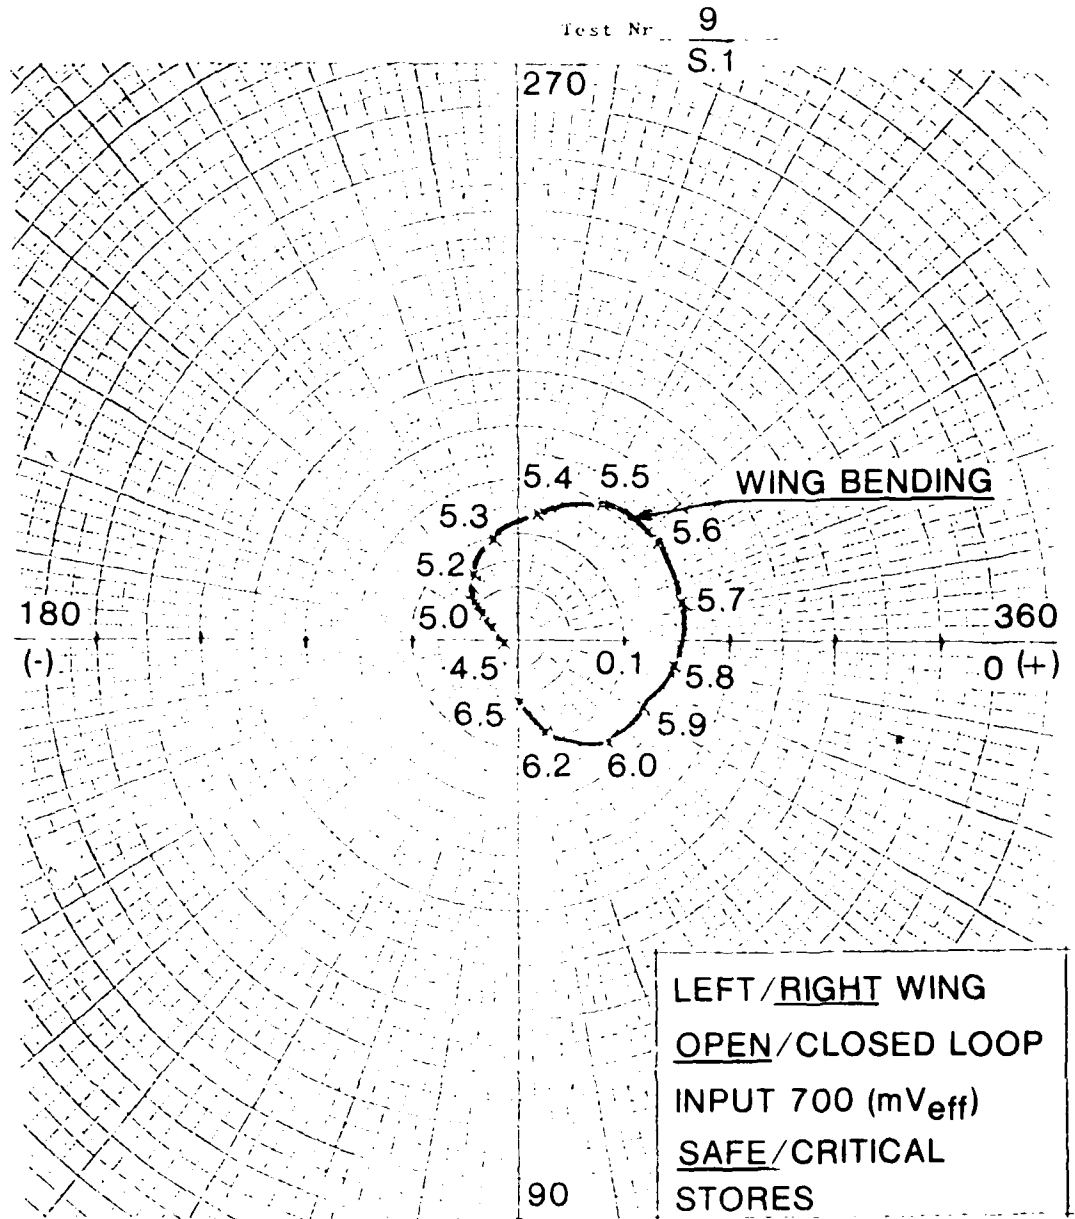 Test Nr 9
S.1
270
5.4 5.5
WING BENDING
5.3
5.6
5.2
5.7
180
5.0
360
(-)
4.5
0.1
5.8
0 (+)
6.5
5.9
6.2 6.0
LEFT/RIGHT WING
OPEN/CLOSED LOOP
INPUT 700 (mVeff)
SAFE/CRITICAL
STORES
90